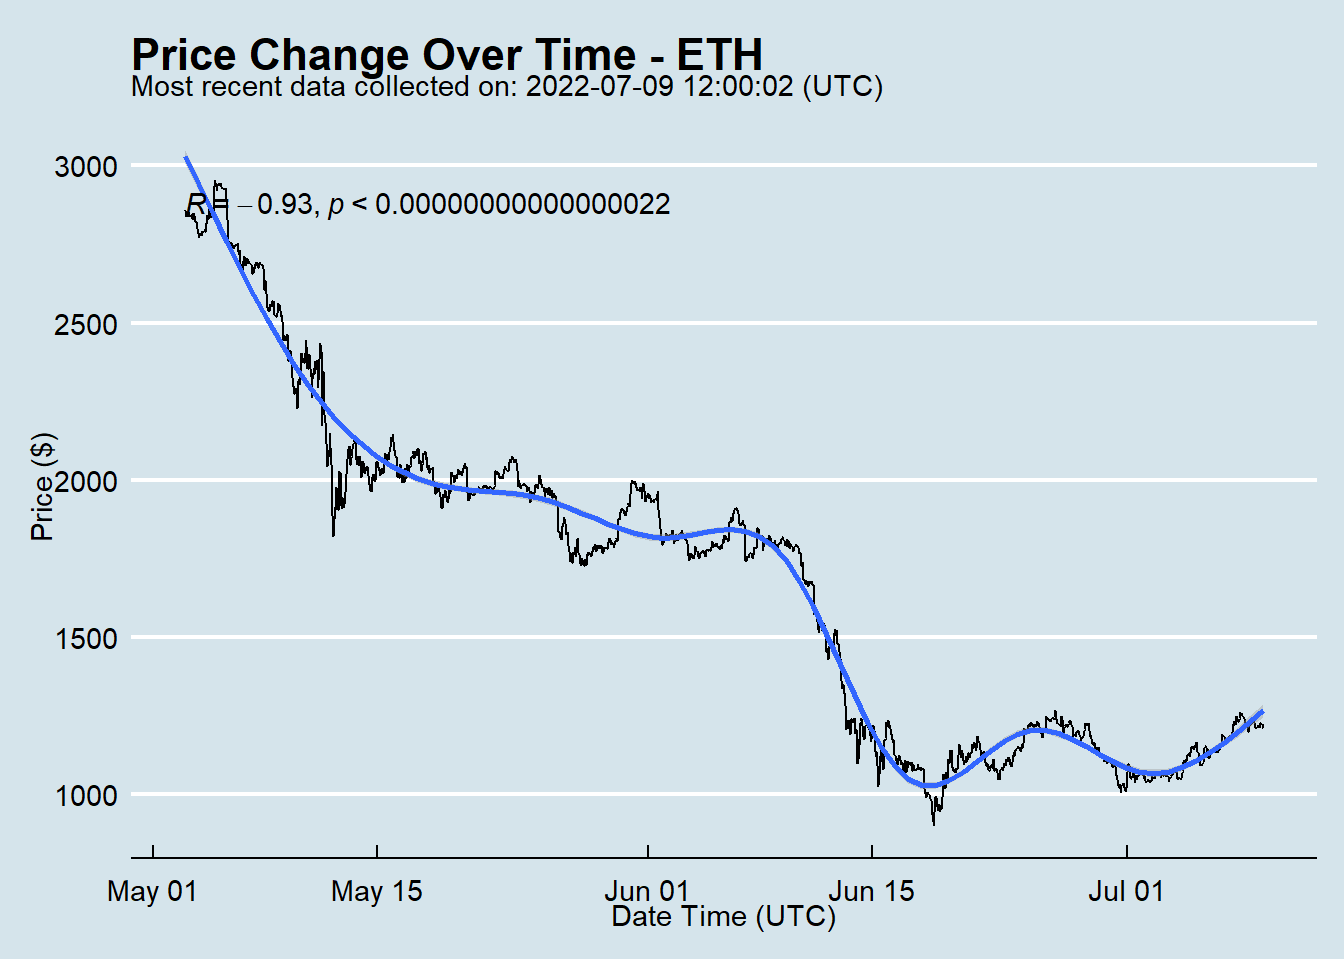 Price Change Over Time - ETH
Most recent data collected on: 2022-07-09 12:00:02 (UTC)
R = −0.93, p < 0.00000000000000022
3000
2500
2000
1500
1000
Price ($)
May 01 May 15 Jun 01 Jun 15 Jul 01
Date Time (UTC)